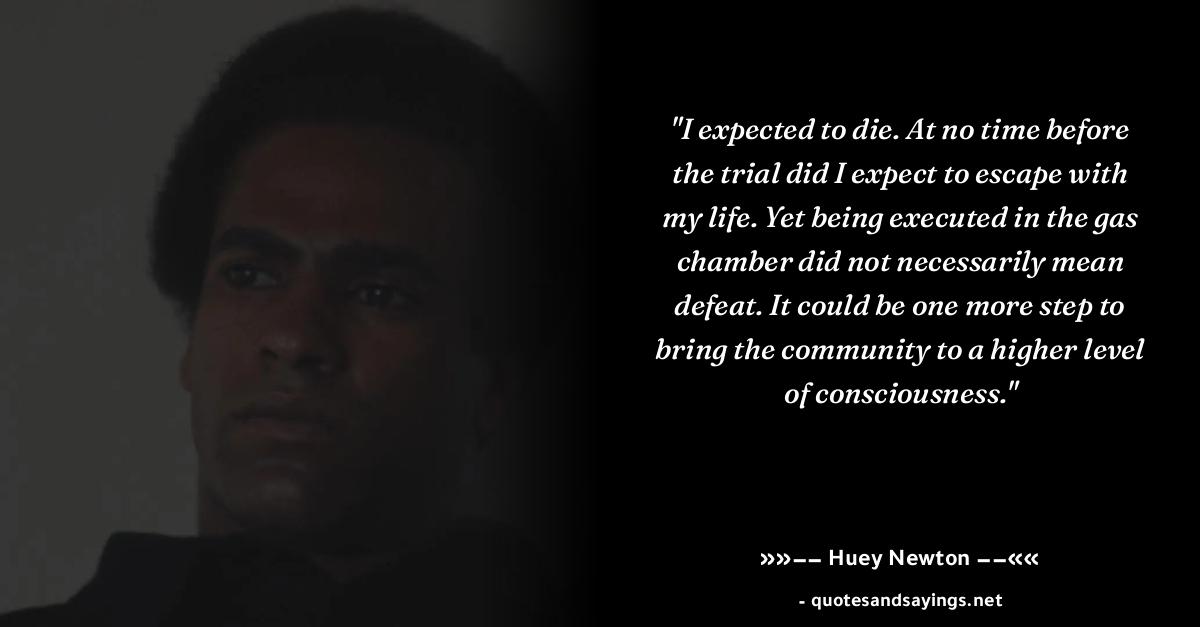 "I expected to die. At no time before
the trial did I expect to escape with
my life. Yet being executed in the gas
chamber did not necessarily mean
defeat. It could be one more step to
bring the community to a higher level
of consciousness."
»»–– Huey Newton ––««
- quotesandsayings.net